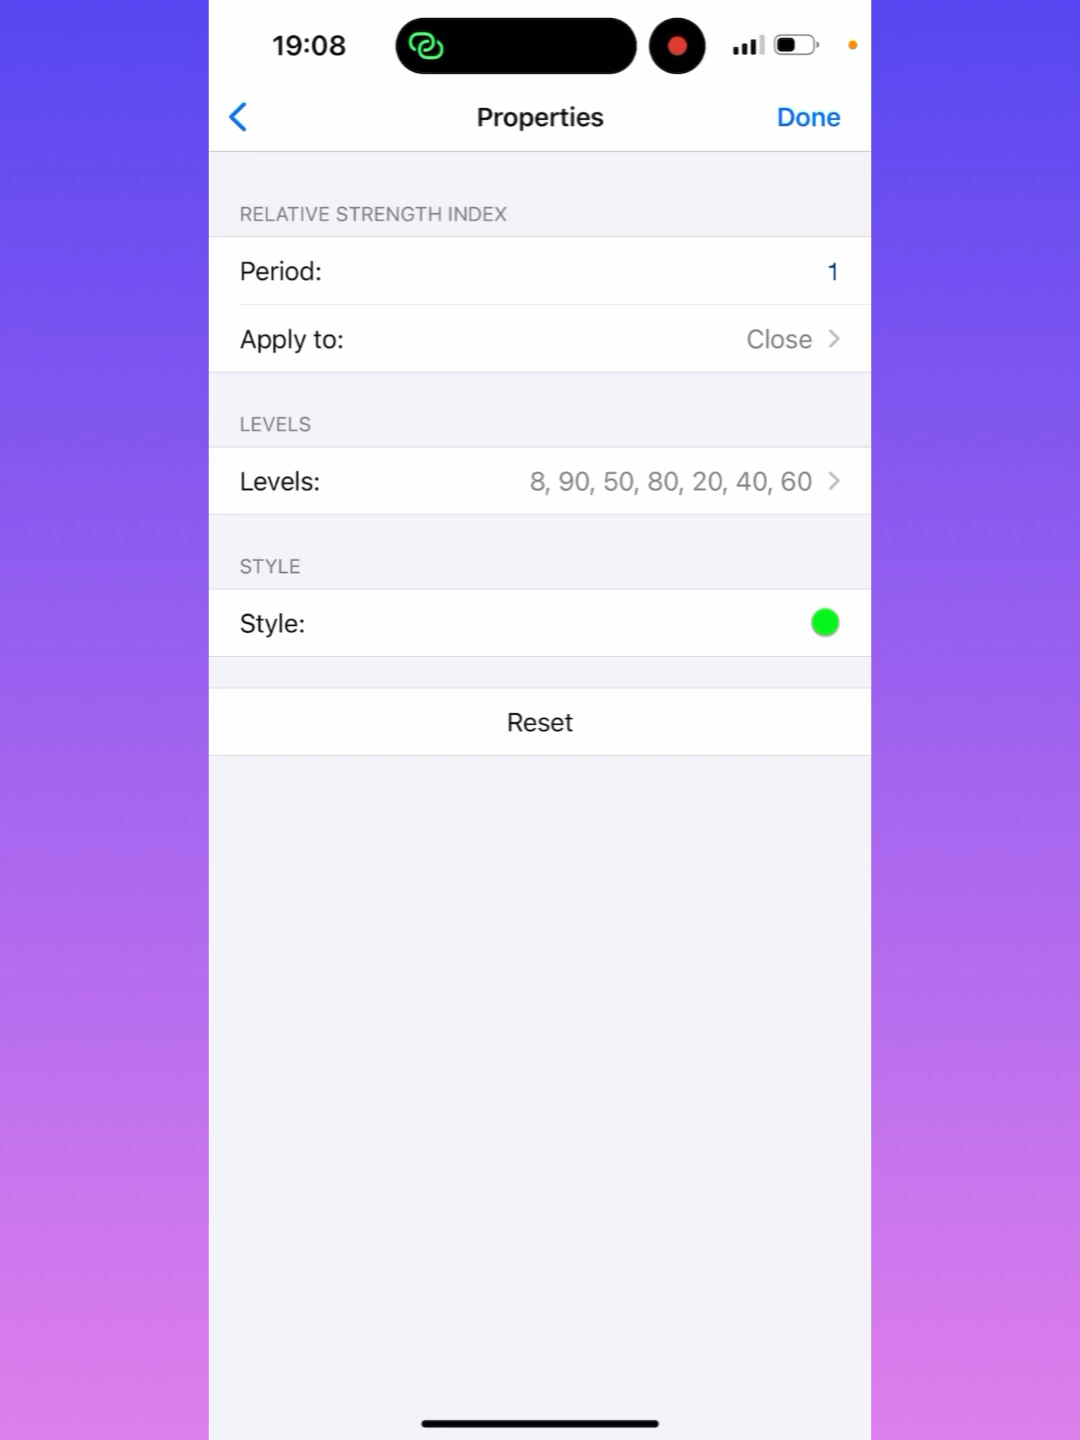 19:08
Properties
Done
RELATIVE STRENGTH INDEX
Period:
1
Apply to:
Close
LEVELS
Levels:
8, 90, 50, 80, 20, 40, 60
STYLE
Style:
Reset